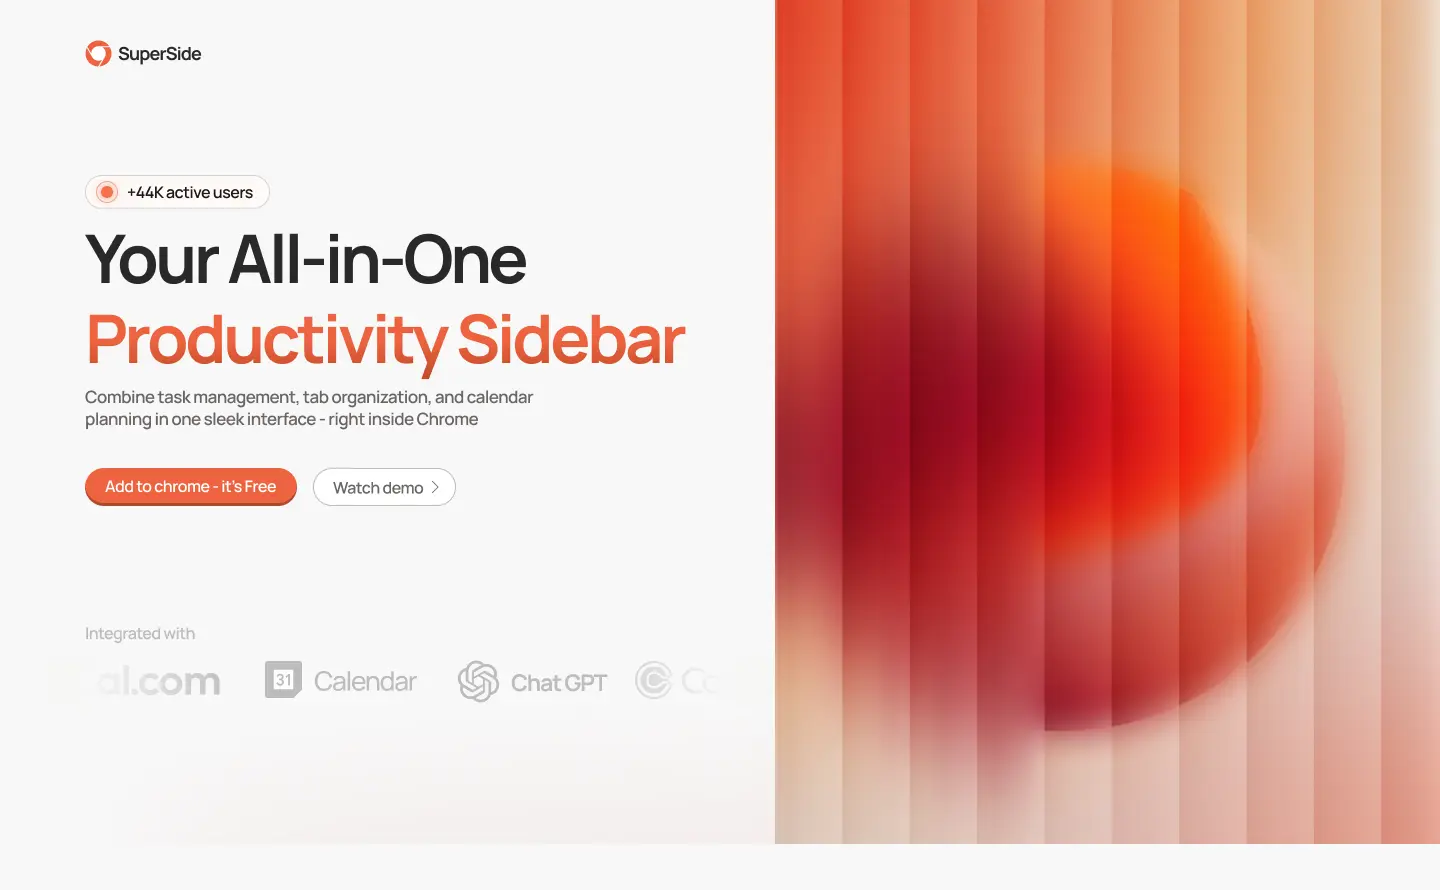 SuperSide
+44K active users
Your All-in-One
Productivity Sidebar
Combine task management, tab organization, and calendar
planning in one sleek interface - right inside Chrome
Add to chrome - it's Free
Watch demo
Integrated with
al.com
31 Calendar
ChatGPT